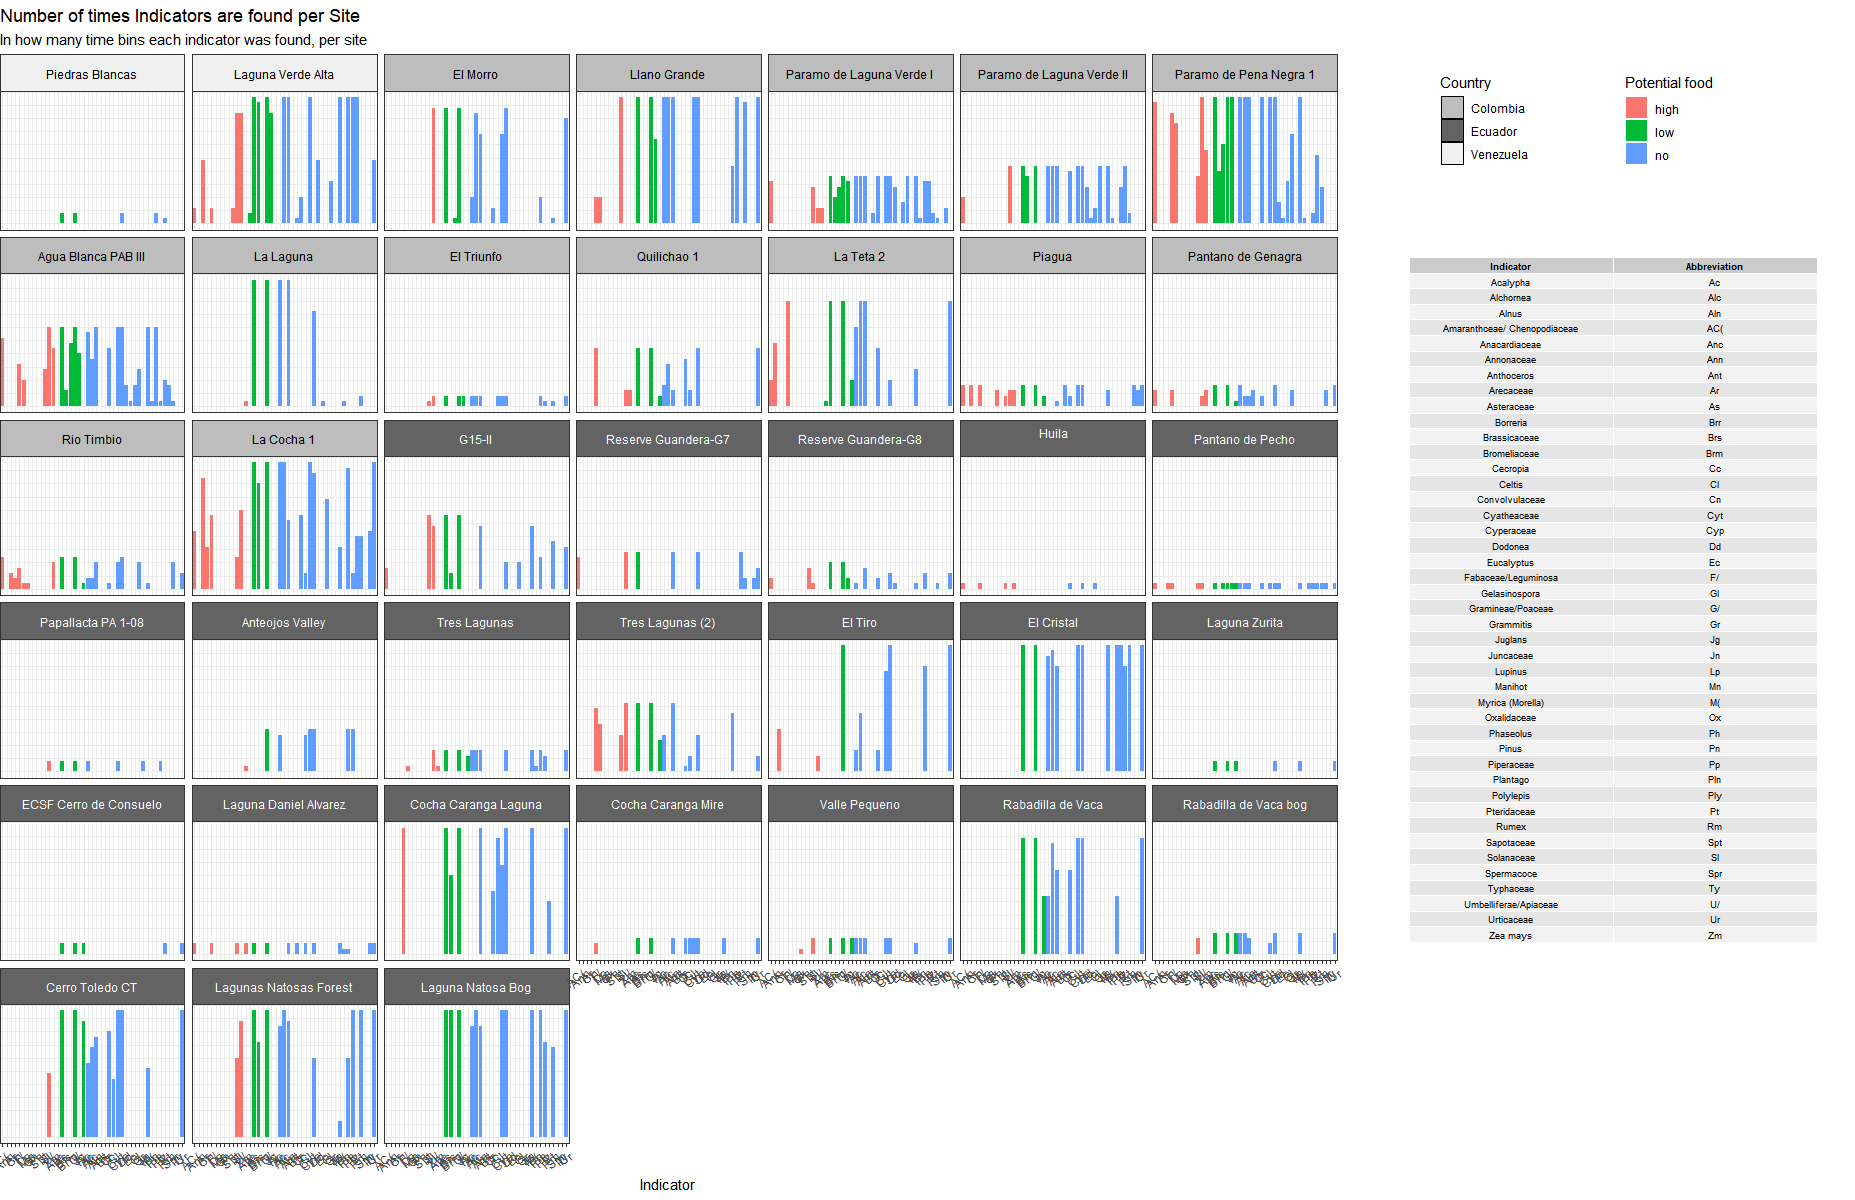 Number of times Indicators are found per Site
In how many time bins each indicator was found, per site
Piedras Blancas
Laguna Verde Alta
El Morro
Llano Grande
Paramo de Laguna Verde I
Paramo de Laguna Verde II
Paramo de Pena Negra 1
Agua Blanca PAB III
La Laguna
El Triunfo
Quilichao 1
La Teta 2
Piagua
Pantano de Genagra
Rio Timbio
La Cocha 1
G15-II
Reserve Guandera-G7
Reserve Guandera-G8
Huila
Pantano de Pecho
Papallacta PA 1-08
Anteojos Valley
Tres Lagunas
Tres Lagunas (2)
El Tiro
El Cristal
Laguna Zurita
ECSF Cerro de Consuelo
Laguna Daniel Alvarez
Cocha Caranga Laguna
Cocha Caranga Mire
Valle Pequeno
Rabadilla de Vaca
Rabadilla de Vaca bog
Cerro Toledo CT
Lagunas Natosas Forest
Laguna Natosa Bog
Indicator
Country
Colombia
Ecuador
Venezuela
Potential food
high
low
no
Indicator Abbreviation
Acalypha Ac
Alchornea Alc
Alnus Aln
Amaranthceae/ Chenopodiaceae AC(
Anacardiaceae Anc
Annonaceae Ann
Anthoceros Ant
Arecaceae Ar
Asteraceae As
Borreria Brr
Brassicaceae Brs
Bromeliaceae Brm
Cecropia Cc
Celtis Cl
Convolvulaceae Cn
Cyatheaceae Cyt
Cyperaceae Cyp
Dodonea Dd
Eucalyptus Ec
Fabaceae/Leguminosa F/
Gelasinospora Gl
Gramineae/Poaceae G/
Grammitis Gr
Juglans Jg
Juncaceae Jn
Lupinus Lp
Manihot Mn
Myrica (Morella) M(
Oxalidaceae Ox
Phaseolus Ph
Pinus Pn
Piperaceae Pp
Plantago Pln
Polylepis Ply
Pteridaceae Pt
Rumex Rm
Sapotaceae Spt
Solanaceae Sl
Spermacoce Spr
Typhaceae Ty
Umbelliferae/Apiaceae U/
Urticaceae Ur
Zea mays Zm